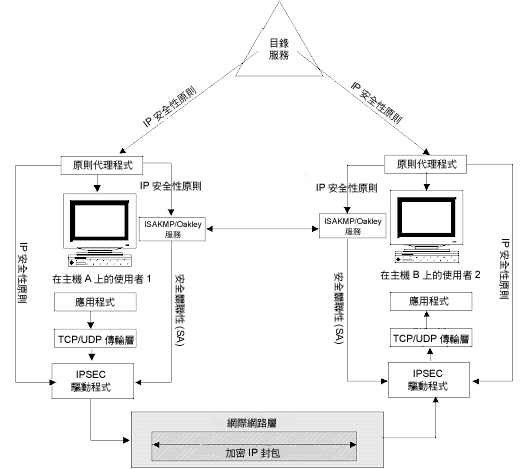 目錄
服務
IP 安全性原則
IP 安全性原則
原則代理程式
原則代理程式
IP 安全性原則
IP 安全性原則
ISAKMP/Oakley
服務
ISAKMP/Oakley
服務
IP 安全性原則
IP 安全性原則
在主機 A 上的使用者 1
在主機 B 上的使用者 2
安全關聯性 (SA)
安全關聯性 (SA)
應用程式
應用程式
TCP/UDP 傳輸層
TCP/UDP 傳輸層
IPSEC
驅動程式
IPSEC
驅動程式
網際網路層
加密 IP 封包